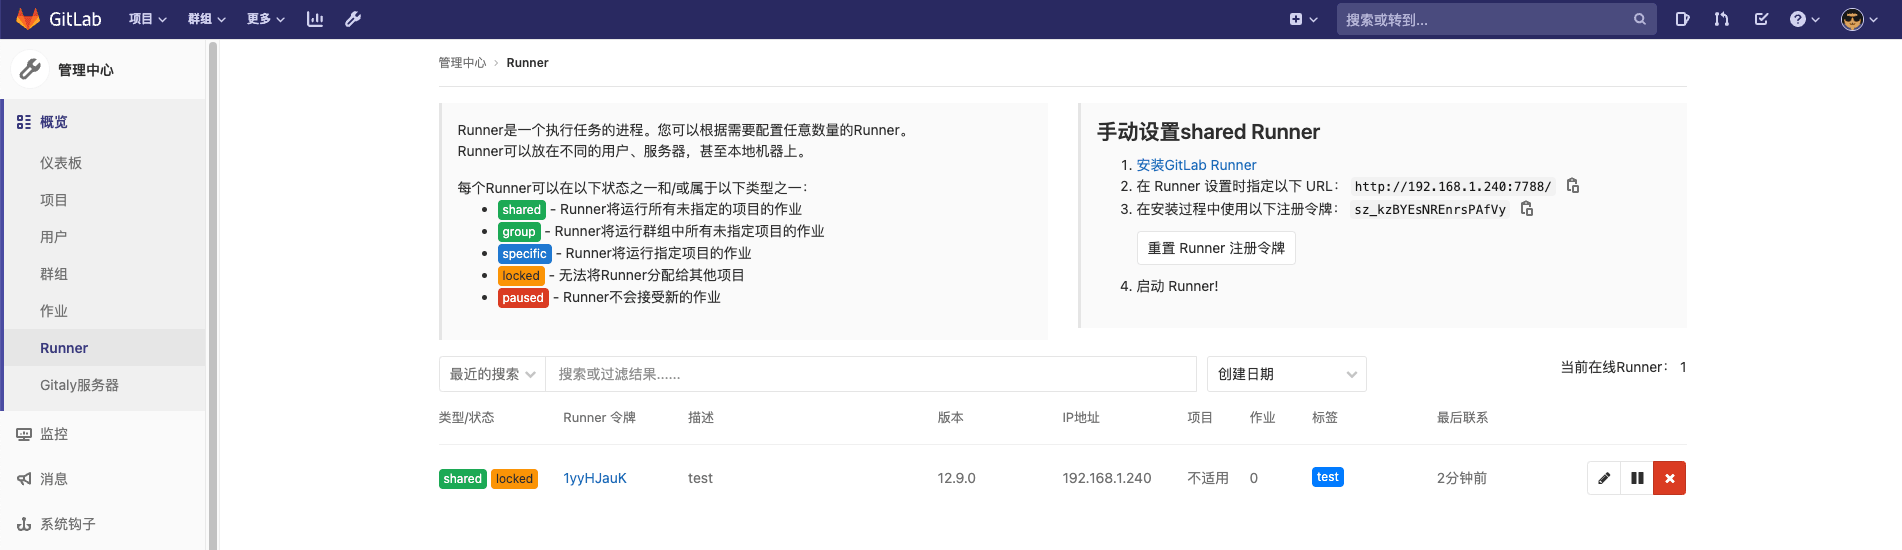 GitLab 项目 群组 更多 搜索或转到...
管理中心
概览
仪表板
项目
用户
群组
作业
Runner
Gitaly服务器
监控
消息
系统钩子
管理中心 › Runner
Runner是一个执行任务的进程。您可以根据需要配置任意数量的Runner。
Runner可以放在不同的用户、服务器，甚至本地机器上。
每个Runner可以在以下状态之一和/或属于以下类型之一：
• shared - Runner将运行所有未指定的项目的作业
• group - Runner将运行群组中所有未指定项目的作业
• specific - Runner将运行指定项目的作业
• locked - 无法将Runner分配给其他项目
• paused - Runner不会接受新的作业
手动设置shared Runner
1. 安装GitLab Runner
2. 在 Runner 设置时指定以下 URL： http://192.168.1.240:7788/
3. 在安装过程中使用以下注册令牌： sz_kzBYEsNREnrsPAfVy
重置 Runner 注册令牌
4. 启动 Runner!
最近的搜索 搜索或过滤结果...... 创建日期 当前在线Runner： 1
类型/状态 Runner 令牌 描述 版本 IP地址 项目 作业 标签 最后联系
shared locked 1yyHJauK test 12.9.0 192.168.1.240 不适用 0 test 2分钟前